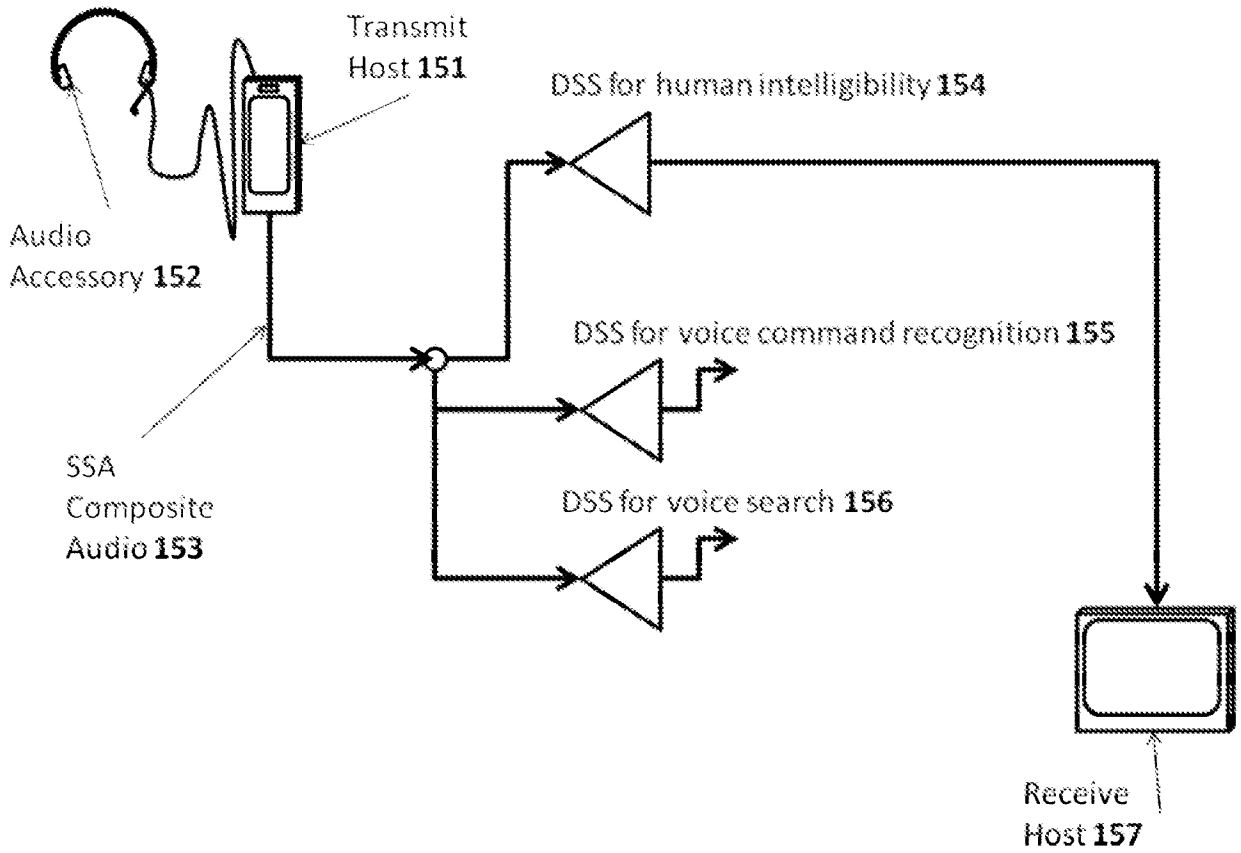 Transmit
Host 151
DSS for human intelligibility 154
Audio
Accessory 152
DSS for voice command recognition 155
SSA
Composite
Audio 153
DSS for voice search 156
Receive
Host 157